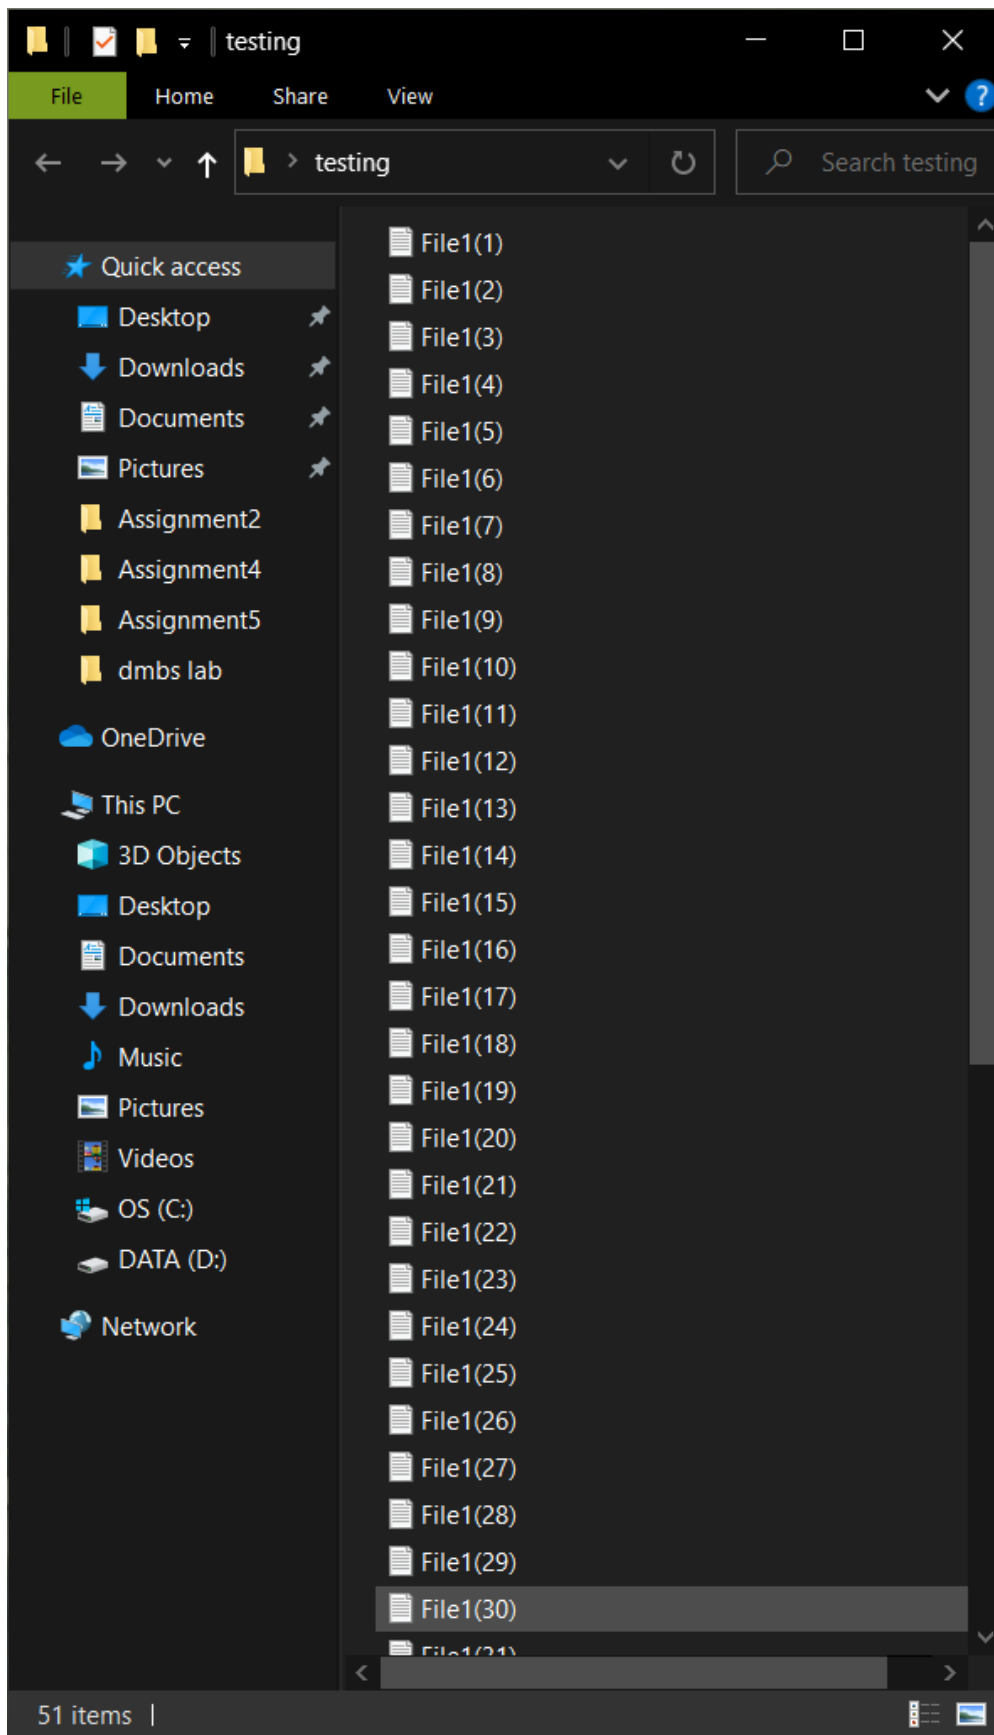 testing
File Home Share View
testing
Search testing
Quick access
Desktop
Downloads
Documents
Pictures
Assignment2
Assignment4
Assignment5
dmbs lab
OneDrive
This PC
3D Objects
Desktop
Documents
Downloads
Music
Pictures
Videos
OS (C:)
DATA (D:)
Network
File1(1)
File1(2)
File1(3)
File1(4)
File1(5)
File1(6)
File1(7)
File1(8)
File1(9)
File1(10)
File1(11)
File1(12)
File1(13)
File1(14)
File1(15)
File1(16)
File1(17)
File1(18)
File1(19)
File1(20)
File1(21)
File1(22)
File1(23)
File1(24)
File1(25)
File1(26)
File1(27)
File1(28)
File1(29)
File1(30)
File1(31)
51 items